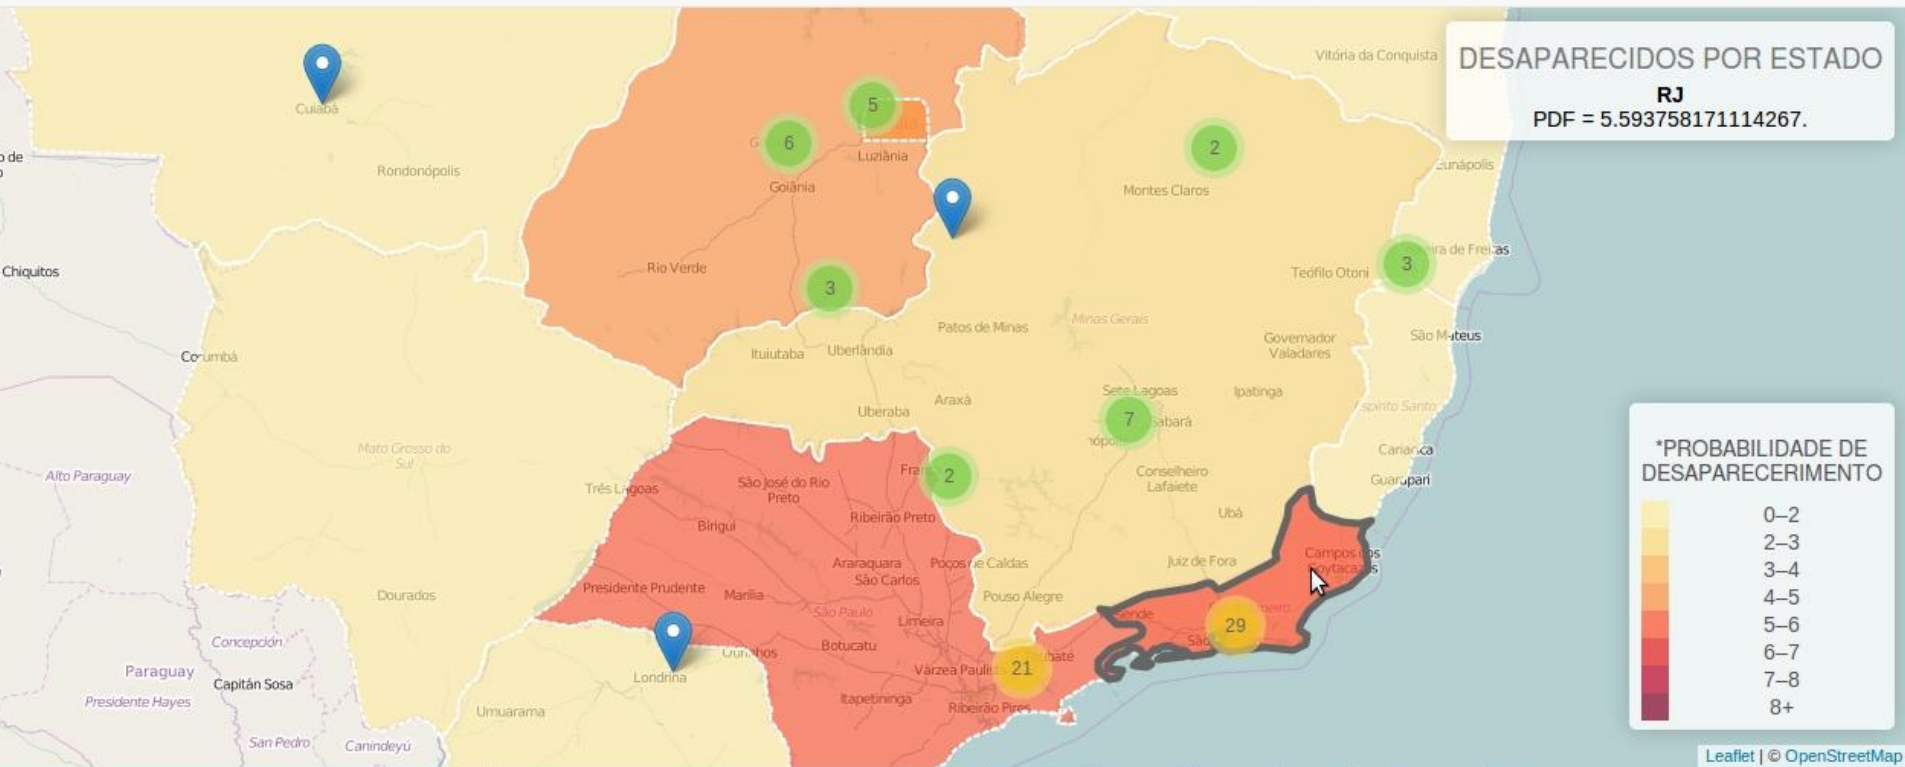 Vitória da Conquista
DESAPARECIDOS POR ESTADO
RJ
PDF = 5.593758171114267.
Cuiabá
5
6
2
Luziânia
Rondonópolis
Goiânia
Montes Claros
Eunápolis
Chiquitos
Rio Verde
3
Teófilo Otoni
3
Patos de Minas
Minas Gerais
São Mateus
Governador
Valadares
Corumbá
Ituiutaba
Uberlândia
Sete Lagoas
Ipatinga
Araxá
Uberaba
7
Espírito Santo
Mato Grosso do
Sul
Cariacica
Guarapari
Alto Paraguay
2
Conselheiro
Lafaiete
São José do Rio
Preto
Três Lagoas
Birigui
Ribeirão Preto
Ubá
*PROBABILIDADE DE
DESAPARECERIMENTO
0–2
2–3
3–4
4–5
5–6
6–7
7–8
8+
Campos dos
Goytacazes
Araraquara
São Carlos
Poços de Caldas
Juiz de Fora
Presidente Prudente
Marília
Dourados
Pouso Alegre
São Paulo
Limeira
29
Concepción
Botucatu
Ourinhos
Várzea Paulista
21
Paraguay
Capitán Sosa
Londrina
Presidente Hayes
Itapetininga
Ribeirão Pires
Umuarama
San Pedro
Canindeyú
Leaflet | © OpenStreetMap